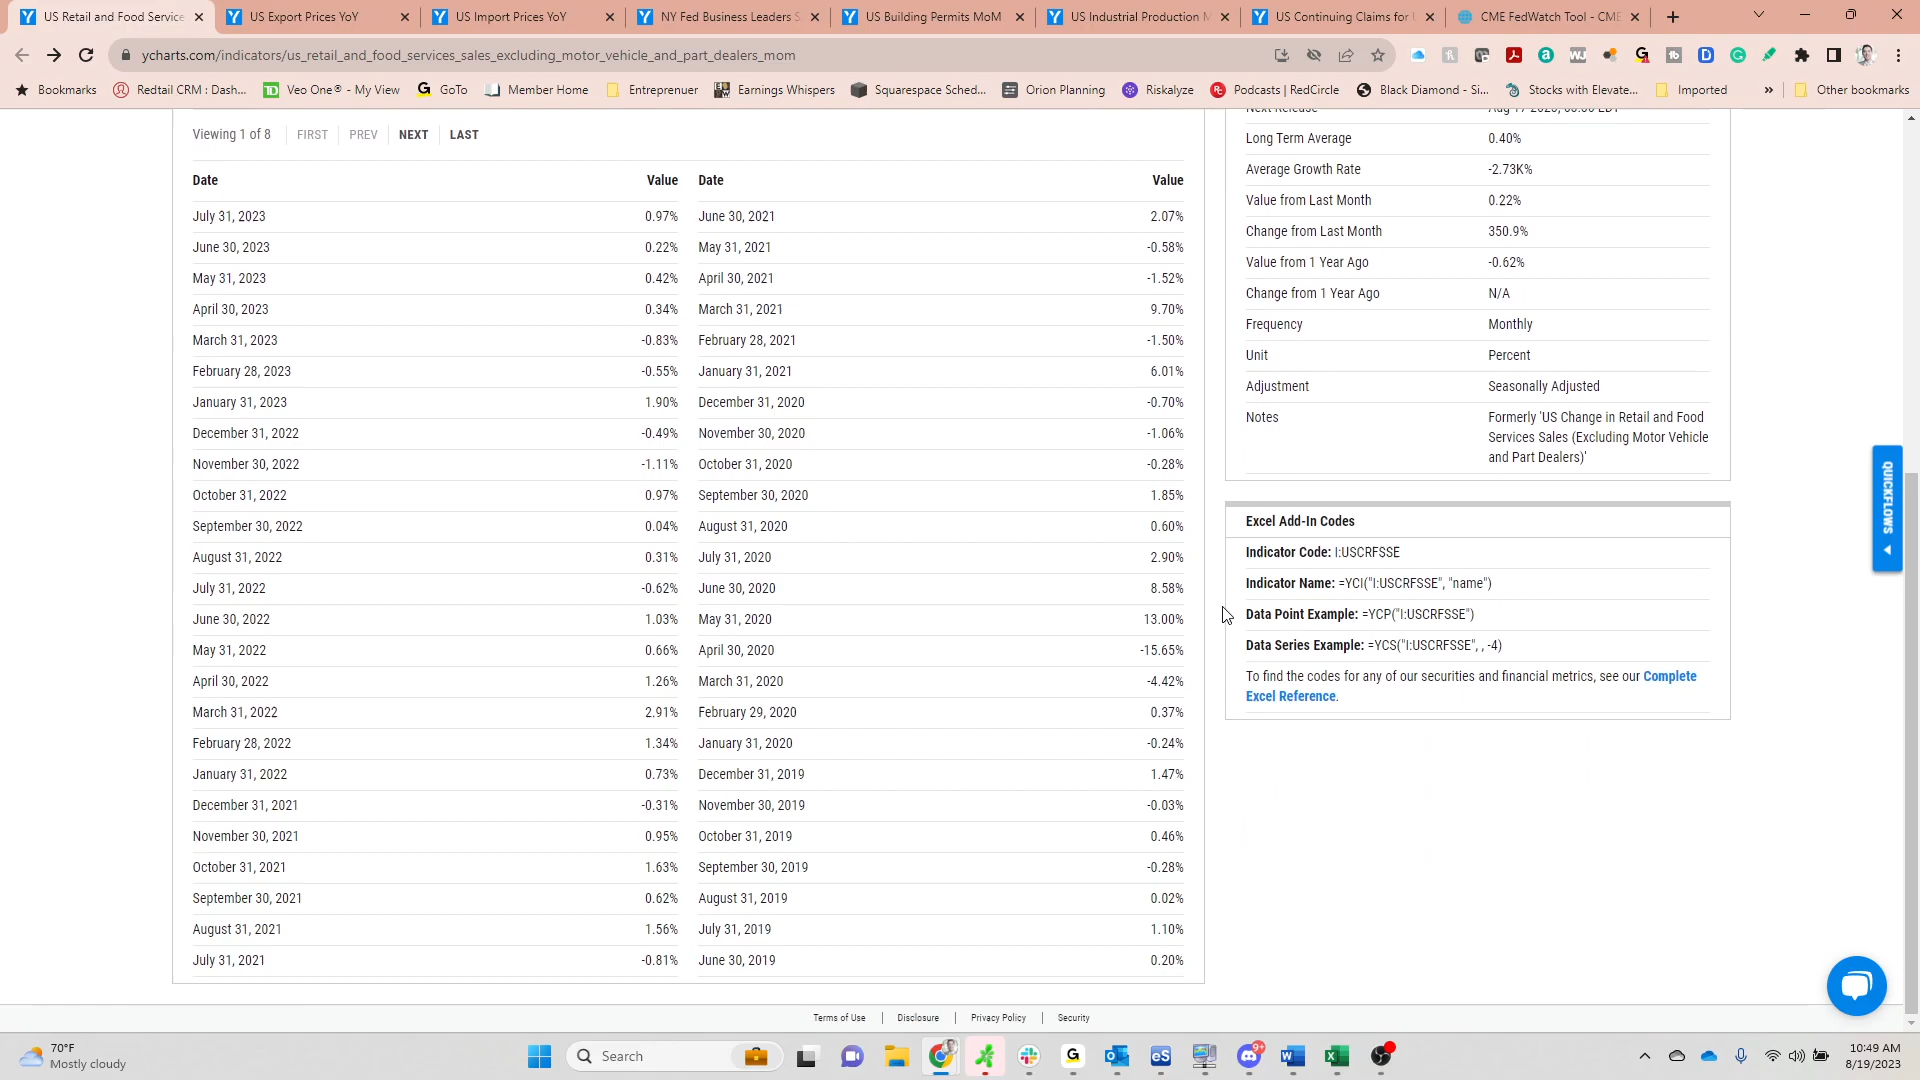 US Retail and Food Service
US Export Prices YoY
US Import Prices YoY
NY Fed Business Leaders S
US Building Permits MoM
US Industrial Production M
US Continuing Claims for
CME FedWatch Tool - CME
ycharts.com/indicators/us_retail_and_food_services_sales_excluding_motor_vehicle_and_part_dealers_mom
Bookmarks
Redtail CRM : Dash...
Veo One® - My View
GoTo
Member Home
Entreprenuer
Earnings Whispers
Squarespace Sched...
Orion Planning
Riskalyze
Podcasts | RedCircle
Black Diamond - Si...
Stocks with Elevate...
Imported
»
Other bookmarks
Viewing 1 of 8 FIRST PREV NEXT LAST
Date Value Date Value
July 31, 2023 0.97% June 30, 2021 2.07%
June 30, 2023 0.22% May 31, 2021 -0.58%
May 31, 2023 0.42% April 30, 2021 -1.52%
April 30, 2023 0.34% March 31, 2021 9.70%
March 31, 2023 -0.83% February 28, 2021 -1.50%
February 28, 2023 -0.55% January 31, 2021 6.01%
January 31, 2023 1.90% December 31, 2020 -0.70%
December 31, 2022 -0.49% November 30, 2020 -1.06%
November 30, 2022 -1.11% October 31, 2020 -0.28%
October 31, 2022 0.97% September 30, 2020 1.85%
September 30, 2022 0.04% August 31, 2020 0.60%
August 31, 2022 0.31% July 31, 2020 2.90%
July 31, 2022 -0.62% June 30, 2020 8.58%
June 30, 2022 1.03% May 31, 2020 13.00%
May 31, 2022 0.66% April 30, 2020 -15.65%
April 30, 2022 1.26% March 31, 2020 -4.42%
March 31, 2022 2.91% February 29, 2020 0.37%
February 28, 2022 1.34% January 31, 2020 -0.24%
January 31, 2022 0.73% December 31, 2019 1.47%
December 31, 2021 -0.31% November 30, 2019 -0.03%
November 30, 2021 0.95% October 31, 2019 0.46%
October 31, 2021 1.63% September 30, 2019 -0.28%
September 30, 2021 0.62% August 31, 2019 0.02%
August 31, 2021 1.56% July 31, 2019 1.10%
July 31, 2021 -0.81% June 30, 2019 0.20%
Long Term Average 0.40%
Average Growth Rate -2.73K%
Value from Last Month 0.22%
Change from Last Month 350.9%
Value from 1 Year Ago -0.62%
Change from 1 Year Ago N/A
Frequency Monthly
Unit Percent
Adjustment Seasonally Adjusted
Notes Formerly 'US Change in Retail and Food
Services Sales (Excluding Motor Vehicle
and Part Dealers)'
Excel Add-In Codes
Indicator Code: I:USCRFSSE
Indicator Name: =YCI("I:USCRFSSE", "name")
Data Point Example: =YCP("I:USCRFSSE")
Data Series Example: =YCS("I:USCRFSSE", , -4)
To find the codes for any of our securities and financial metrics, see our Complete
Excel Reference.
QUICKFLOWS
Terms of Use | Disclosure | Privacy Policy | Security
70°F
Mostly cloudy
Search
9+
10:49 AM
8/19/2023